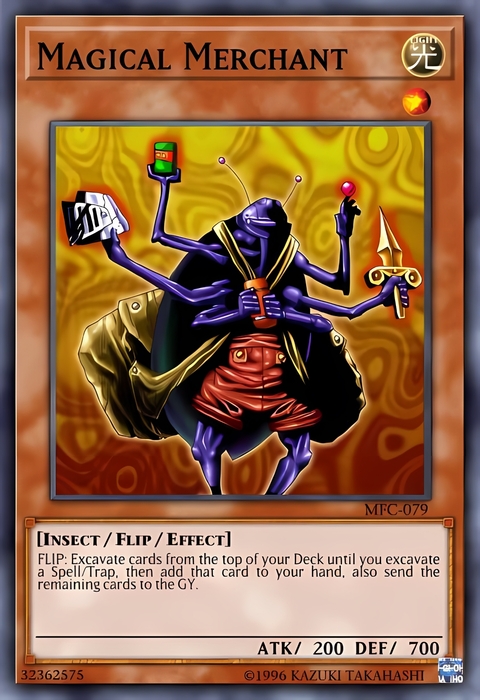 Magical Merchant
LIGHT
光
MFC-079
[Insect / Flip / Effect]
FLIP: Excavate cards from the top of your Deck until you excavate
a Spell/Trap, then add that card to your hand, also send the
remaining cards to the GY.
ATK/ 200 DEF/ 700
32362575
©1996 KAZUKI TAKAHASHI